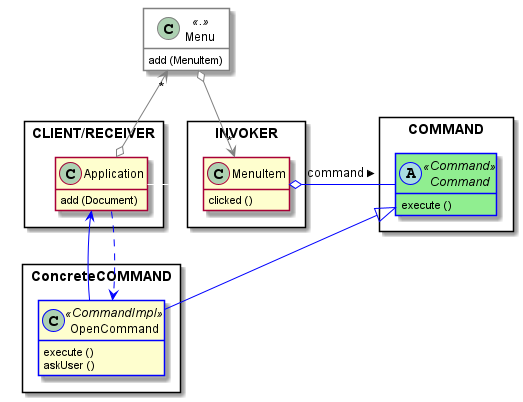 C
«.»
Menu
add (MenuItem)
*
CLIENT/RECEIVER
C
Application
add (Document)
INVOKER
C
MenuItem
clicked ()
command
COMMAND
A
«Command»
Command
execute ()
ConcreteCOMMAND
C
«CommandImpl»
OpenCommand
execute ()
askUser ()